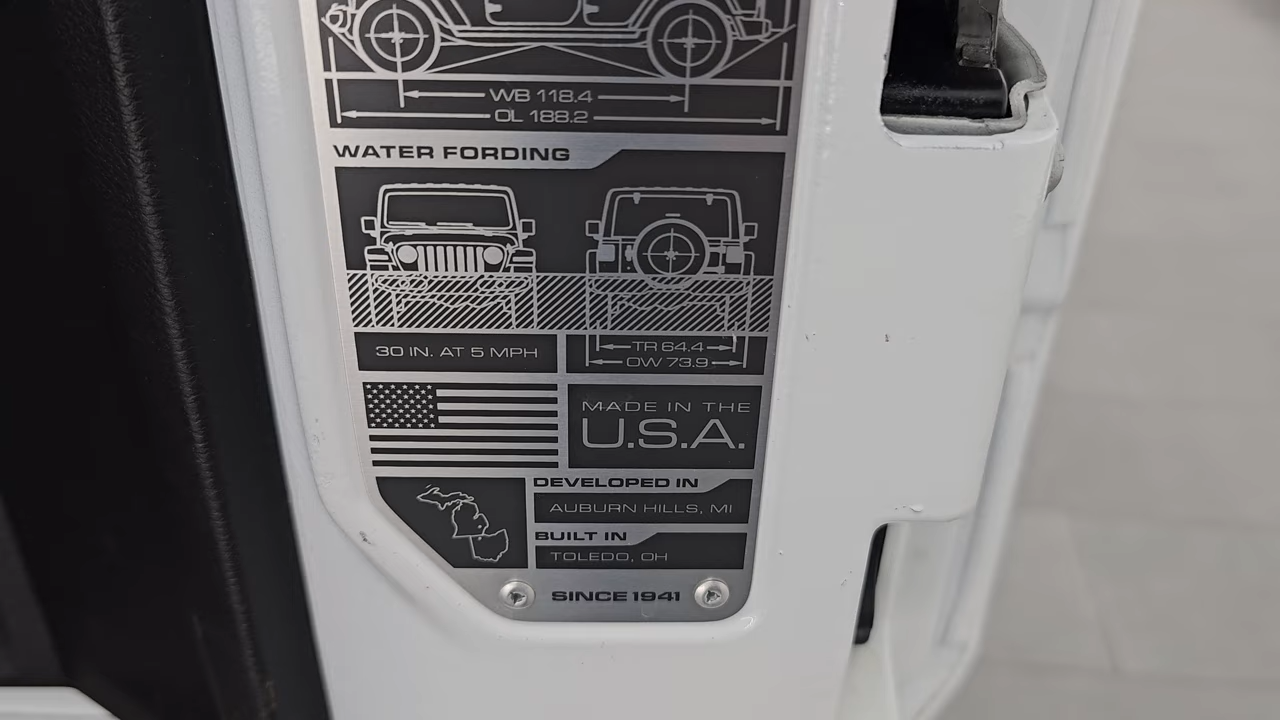 WB 118.4
OL 188.2
WATER FORDING
30 IN. AT 5 MPH
TR 64.4
OW 73.9
MADE IN THE
U.S.A.
DEVELOPED IN
AUBURN HILLS, MI
BUILT IN
TOLEDO, OH
SINCE 1941